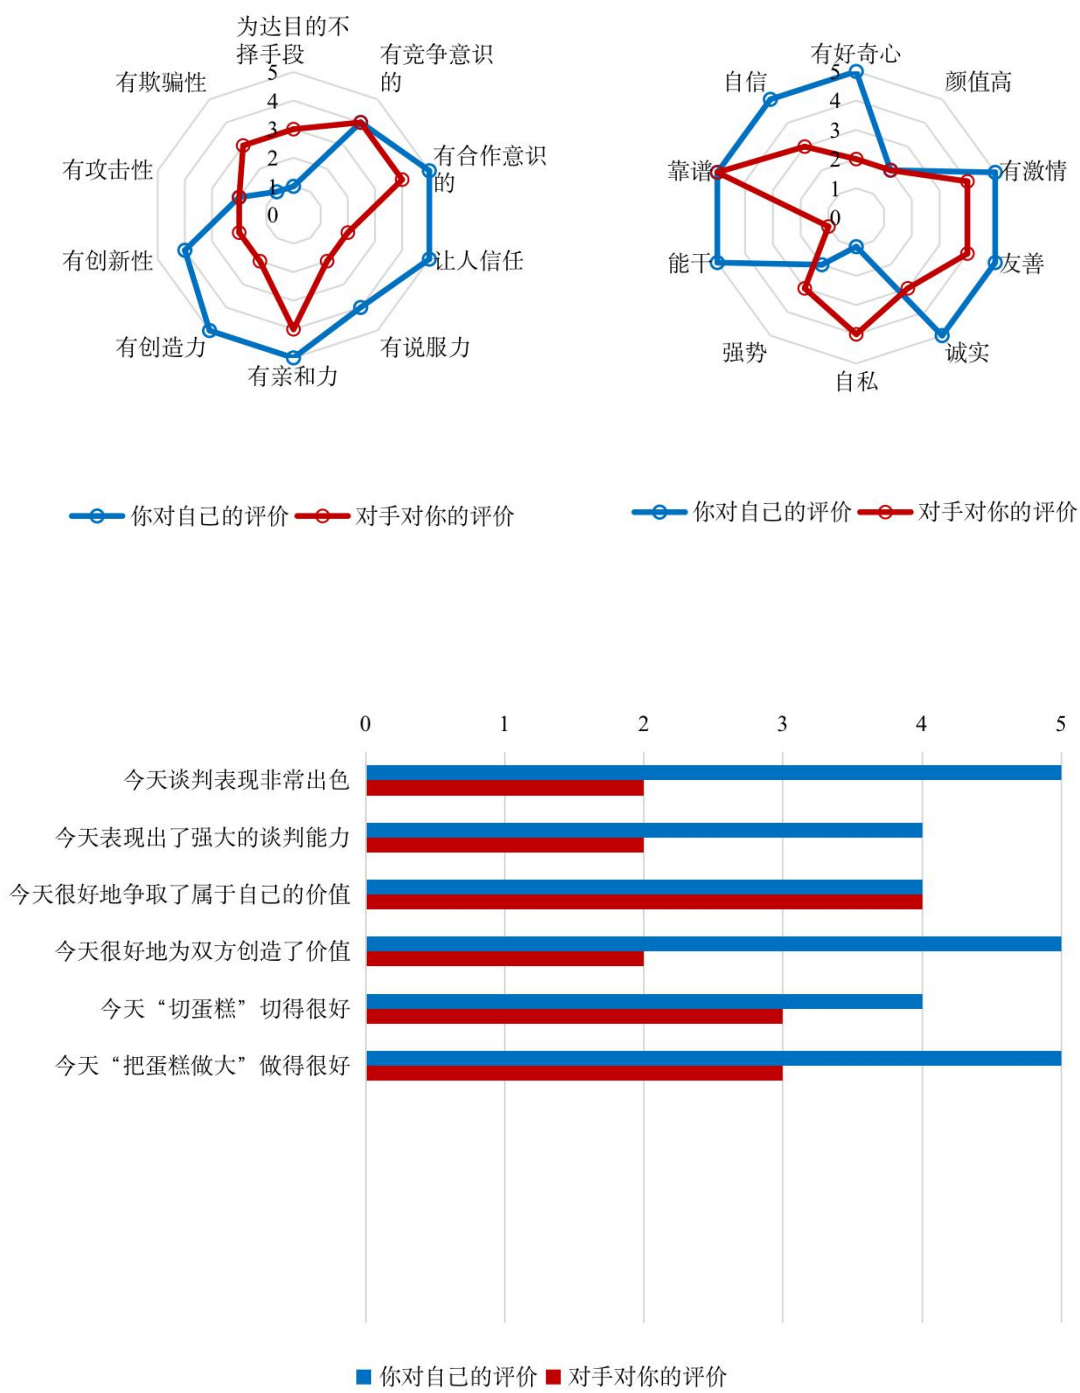 为达目的不
择手段
有竞争意识
的
有合作意识
的
让人信任
有说服力
有亲和力
有创造力
有创新性
有攻击性
有欺骗性
5
4
3
2
1
0
你对自己的评价
对手对你的评价
有好奇心
颜值高
有激情
友善
诚实
自私
强势
能干
靠谱
自信
5
4
3
2
1
0
你对自己的评价
对手对你的评价
0 1 2 3 4 5
今天谈判表现非常出色
今天表现出了强大的谈判能力
今天很好地争取了属于自己的价值
今天很好地为双方创造了价值
今天“切蛋糕”切得很好
今天“把蛋糕做大”做得很好
你对自己的评价 对手对你的评价